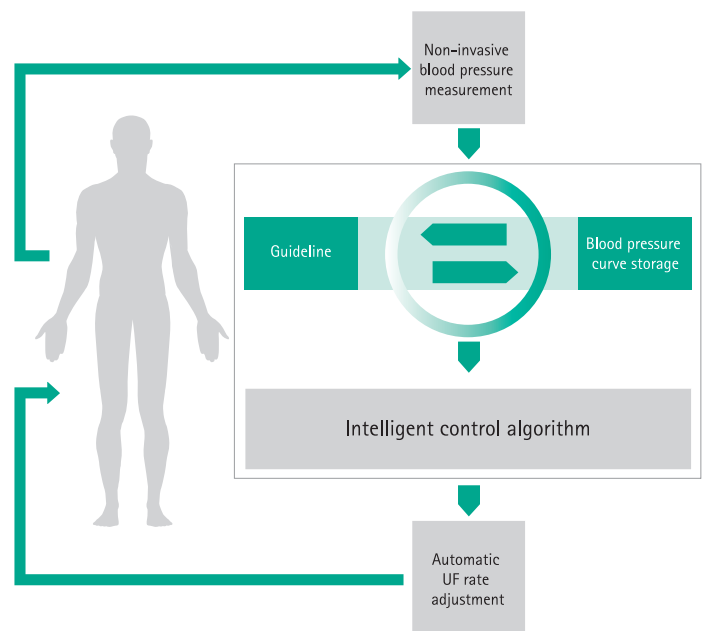 Non-invasive
blood pressure
measurement
Guideline
Blood pressure
curve storage
Intelligent control algorithm
Automatic
UF rate
adjustment